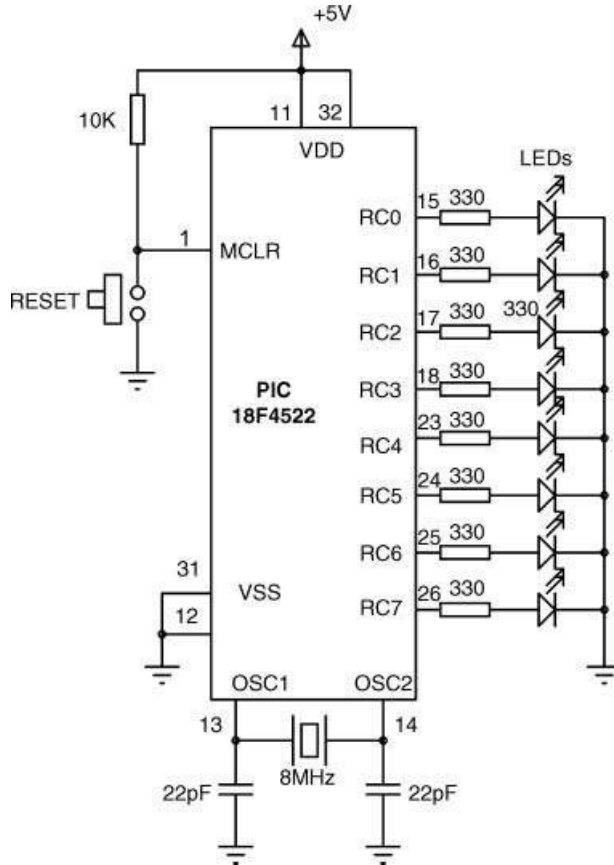 +5V
10K
11 32
VDD
LEDs
RC0 15 330
1 MCLR
RC1 16 330
RESET
RC2 17 330 330
PIC
18F4522
RC3 18 330
RC4 23 330
RC5 24 330
RC6 25 330
31
VSS
12
RC7 26 330
OSC1 OSC2
13 14
8MHz
22pF 22pF